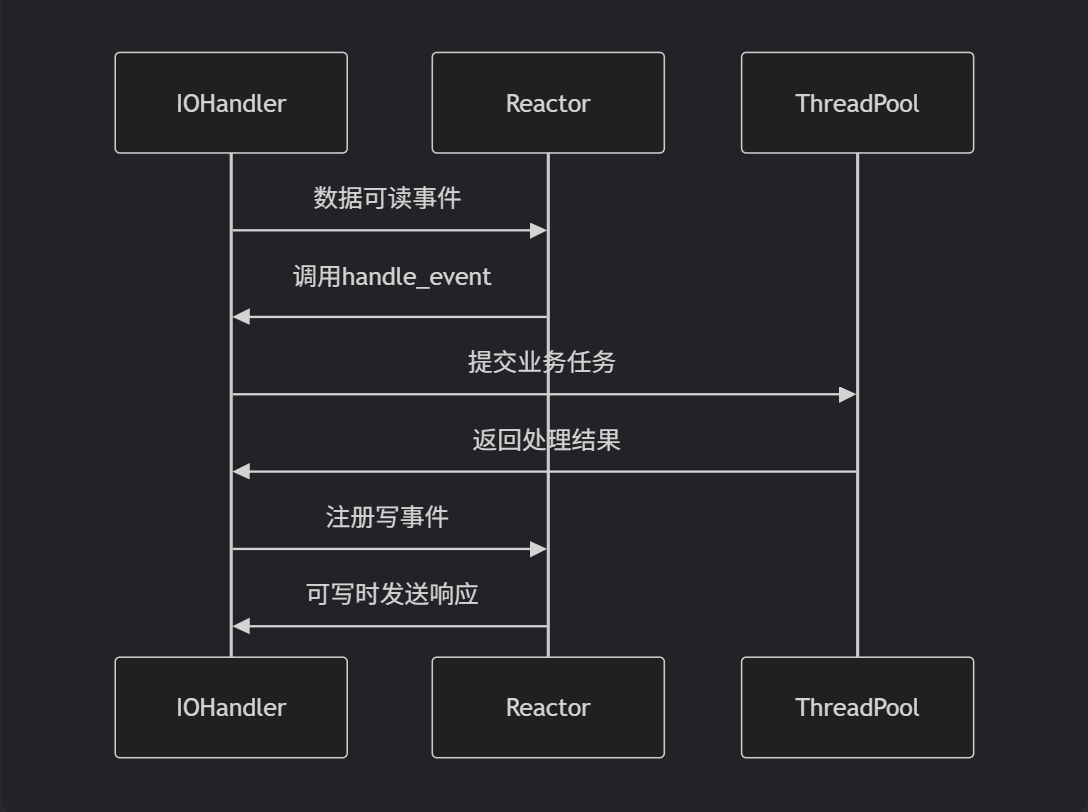 IOHandler
Reactor
ThreadPool
数据可读事件
调用handle_event
提交业务任务
返回处理结果
注册写事件
可写时发送响应
IOHandler
Reactor
ThreadPool